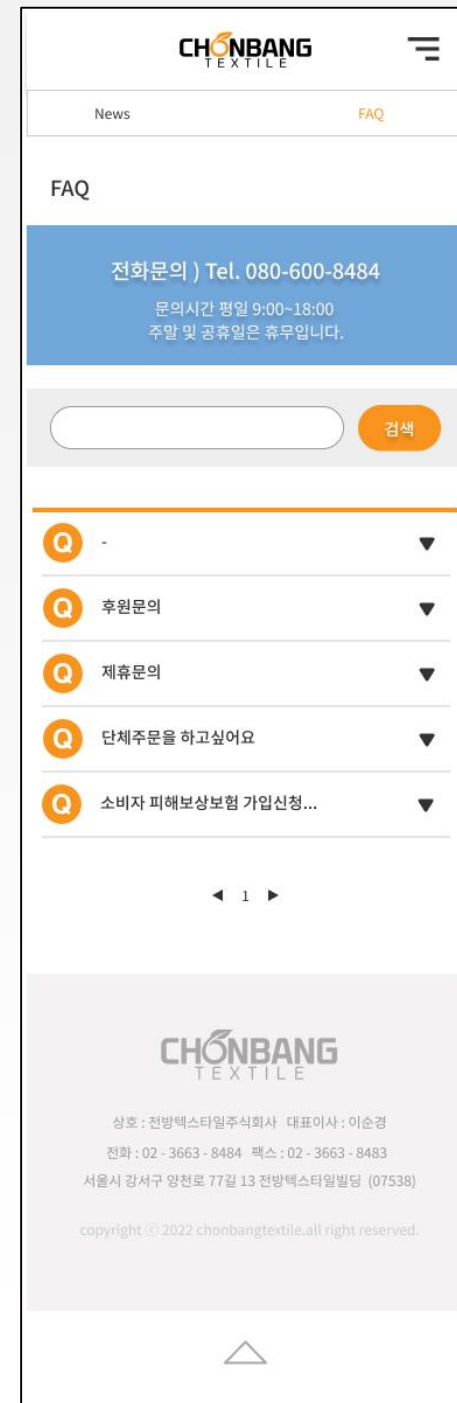 CHONBANG
TEXTILE
News FAQ
FAQ
전화문의 ) Tel. 080-600-8484
문의시간 평일 9:00~18:00
주말 및 공휴일은 휴무입니다.
검색
Q -
Q 후원문의
Q 제휴문의
Q 단체주문을 하고싶어요
Q 소비자 피해보상보험 가입신청...
◀ 1 ▶
CHONBANG
TEXTILE
상호 : 전방텍스타일주식회사 대표이사 : 이순경
전화 : 02 - 3663 - 8484 팩스 : 02 - 3663 - 8483
서울시 강서구 양천로 77길 13 전방텍스타일빌딩 (07538)
copyright ⓒ 2022 chonbangtextile.all right reserved.